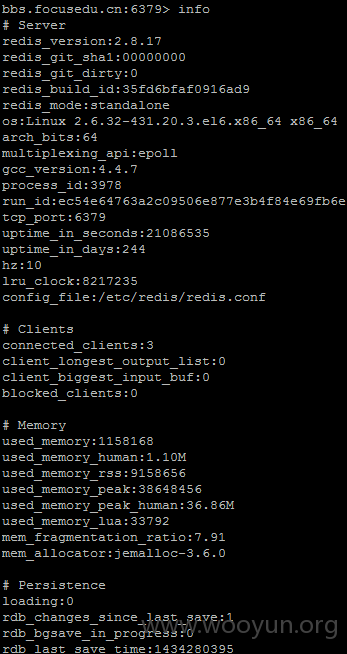 bbs.focusedu.cn:6379> info
# Server
redis_version:2.8.17
redis_git_sha1:00000000
redis_git_dirty:0
redis_build_id:35fd6bfaf0916ad9
redis_mode:standalone
os:Linux 2.6.32-431.20.3.el6.x86_64 x86_64
arch_bits:64
multiplexing_api:epoll
gcc_version:4.4.7
process_id:3978
run_id:ec54e64763a2c09506e877e3b4f84e69fb6e
tcp_port:6379
uptime_in_seconds:21086535
uptime_in_days:244
hz:10
lru_clock:8217235
config_file:/etc/redis/redis.conf
# Clients
connected_clients:3
client_longest_output_list:0
client_biggest_input_buf:0
blocked_clients:0
# Memory
used_memory:1158168
used_memory_human:1.10M
used_memory_rss:9158656
used_memory_peak:38648456
used_memory_peak_human:36.86M
used_memory_lua:33792
mem_fragmentation_ratio:7.91
mem_allocator:jemalloc-3.6.0
# Persistence
loading:0
rdb_changes_since_last_save:1
rdb_bgsave_in_progress:0
rdb_last_save_time:1434280395
www.wooyun.org